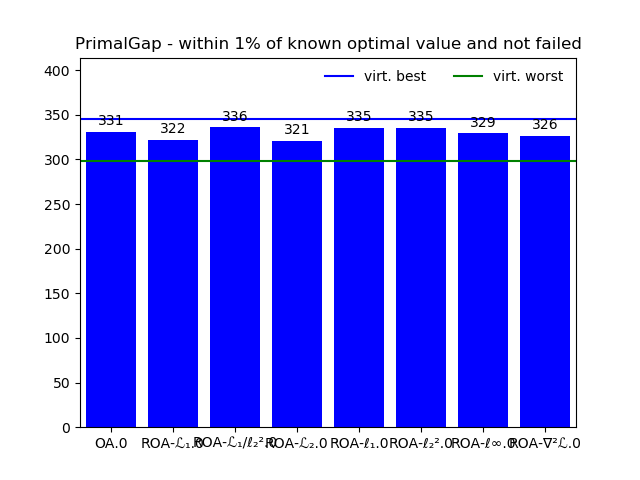 PrimalGap - within 1% of known optimal value and not failed
400
350
300
250
200
150
100
50
0
virt. best
virt. worst
331
322
336
321
335
335
329
326
OA.0
ROA-ℒ₁.0
ROA-ℒ₁/ℓ₂².0
ROA-ℒ₂.0
ROA-ℓ₁.0
ROA-ℓ₂².0
ROA-ℓ∞.0
ROA-∇²ℒ.0